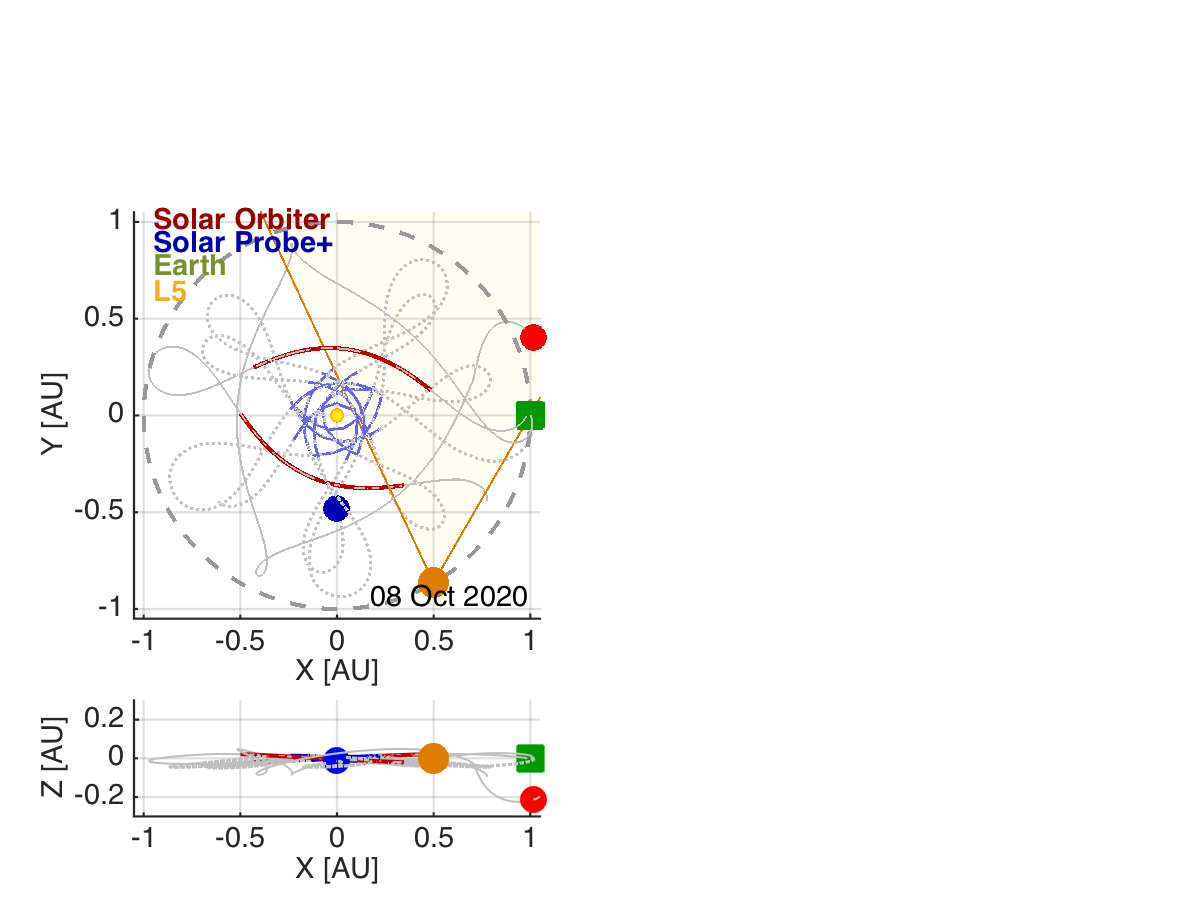 Solar Orbiter
Solar Probe+
Earth
L5
1
0.5
0
-0.5
-1
Y [AU]
08 Oct 2020
-1 -0.5 0 0.5 1
X [AU]
0.2
0
-0.2
Z [AU]
-1 -0.5 0 0.5 1
X [AU]